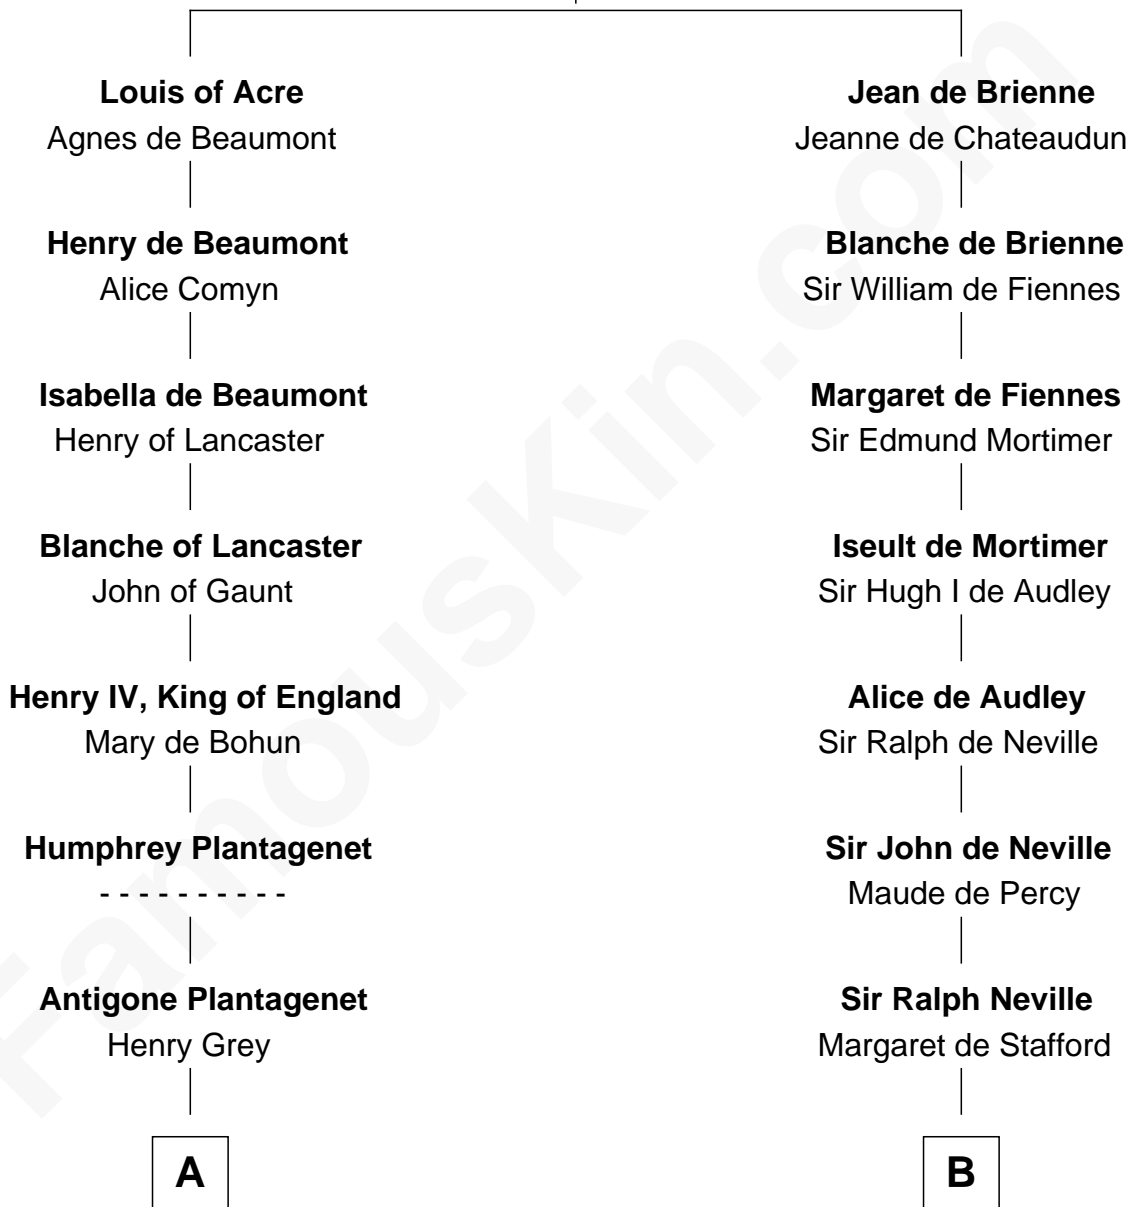 Louis of Acre
Agnes de Beaumont
Henry de Beaumont
Alice Comyn
Isabella de Beaumont
Henry of Lancaster
Blanche of Lancaster
John of Gaunt
Henry IV, King of England
Mary de Bohun
Humphrey Plantagenet
- - - - - - - - - -
Antigone Plantagenet
Henry Grey
A
Jean de Brienne
Jeanne de Chateaudun
Blanche de Brienne
Sir William de Fiennes
Margaret de Fiennes
Sir Edmund Mortimer
Iseult de Mortimer
Sir Hugh I de Audley
Alice de Audley
Sir Ralph de Neville
Sir John de Neville
Maude de Percy
Sir Ralph Neville
Margaret de Stafford
B
FamousKin.com